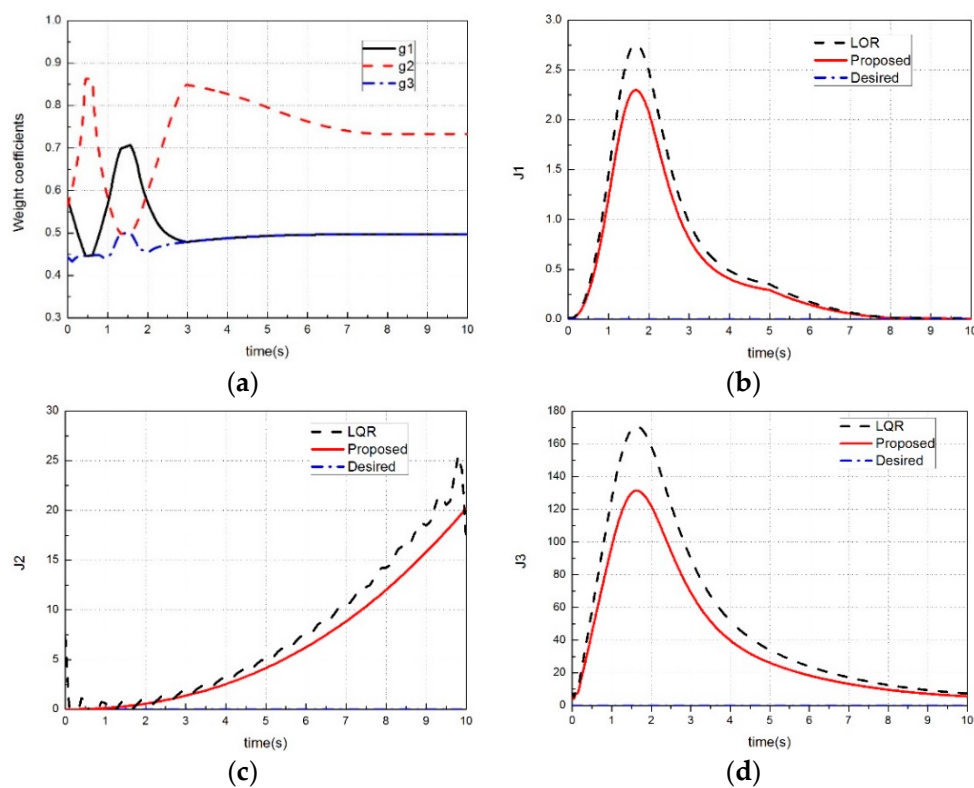 1.0
0.9
0.8
0.7
0.6
0.5
0.4
0.3
Weight coefficients
g1
g2
g3
0 1 2 3 4 5 6 7 8 9 10
time(s)
(a)
3.0
2.5
2.0
1.5
1.0
0.5
0.0
J1
LOR
Proposed
Desired
0 1 2 3 4 5 6 7 8 9 10
time(s)
(b)
30
25
20
15
10
5
0
J2
LQR
Proposed
Desired
0 1 2 3 4 5 6 7 8 9 10
time(s)
(c)
180
160
140
120
100
80
60
40
20
0
J3
LQR
Proposed
Desired
0 1 2 3 4 5 6 7 8 9 10
time(s)
(d)